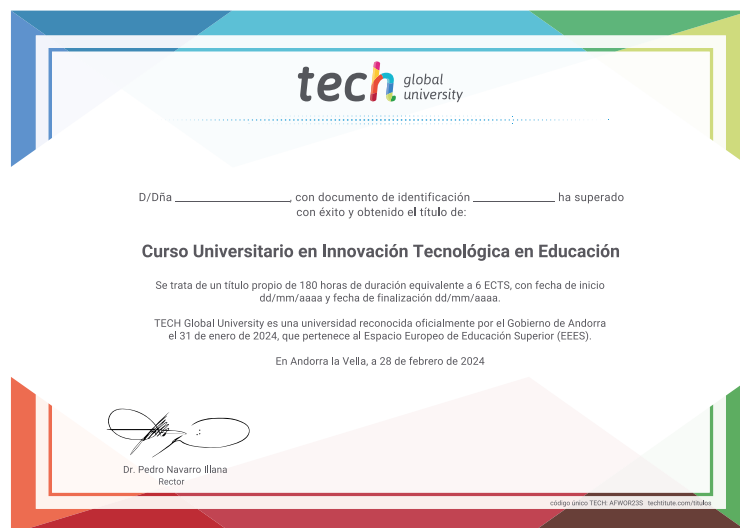 tech global university
D/Dña ____________________, con documento de identificación ______________ ha superado
con éxito y obtenido el título de:
Curso Universitario en Innovación Tecnológica en Educación
Se trata de un título propio de 180 horas de duración equivalente a 6 ECTS, con fecha de inicio
dd/mm/aaaa y fecha de finalización dd/mm/aaaa.
TECH Global University es una universidad reconocida oficialmente por el Gobierno de Andorra
el 31 de enero de 2024, que pertenece al Espacio Europeo de Educación Superior (EEES).
En Andorra la Vella, a 28 de febrero de 2024
Dr. Pedro Navarro Illana
Rector
código único TECH: AFWOR23S techtitute.com/titulos